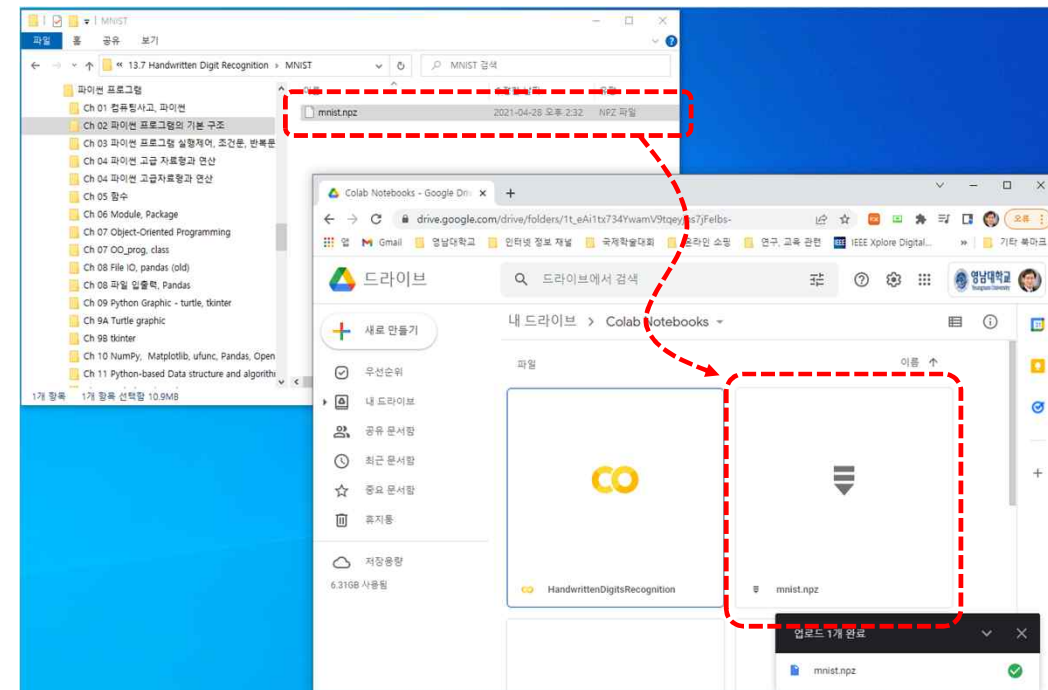 MNIST
파일 홈 공유 보기
« 13.7 Handwritten Digit Recognition › MNIST
MNIST 검색
파이썬 프로그램
Ch 01 컴퓨팅사고, 파이썬
Ch 02 파이썬 프로그램의 기본 구조
Ch 03 파이썬 프로그램 실행제어, 조건문, 반복문
Ch 04 파이썬 고급 자료형과 연산
Ch 04 파이썬 고급자료형과 연산
Ch 05 함수
Ch 06 Module, Package
Ch 07 Object-Oriented Programming
Ch 07 OO_prog, class
Ch 08 File IO, pandas (old)
Ch 08 파일 입출력, Pandas
Ch 09 Python Graphic - turtle, tkinter
Ch 9A Turtle graphic
Ch 9B tkinter
Ch 10 NumPy, Matplotlib, ufunc, Pandas, Open
Ch 11 Python-based Data structure and algorith
1개 항목 1개 항목 선택함 10.9MB
mnist.npz 2021-04-28 오후 2:32 NPZ 파일
Colab Notebooks - Google Dri
오류
앱 Gmail 영남대학교 인터넷 정보 채널 국제학술대회 온라인 쇼핑 연구, 교육 관련 IEEE Xplore Digital... » 기타 북마크
드라이브
드라이브에서 검색
영남대학교
Yeungnam University
새로 만들기
우선순위
내 드라이브
공유 문서함
최근 문서함
중요 문서함
휴지통
저장용량
6.31GB 사용됨
내 드라이브 > Colab Notebooks
파일 이름
HandwrittenDigitsRecognition
mnist.npz
업로드 1개 완료
mnist.npz